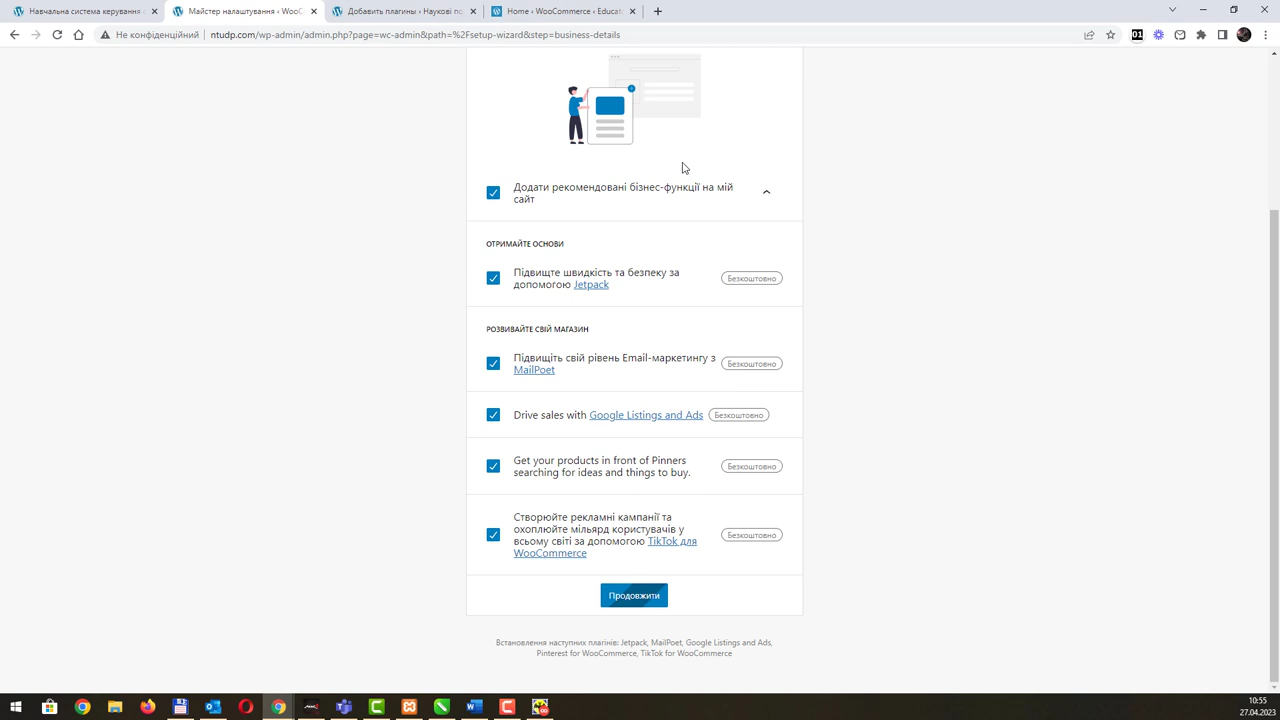 Навчальна система керування
Майстер налаштування ‹ WooC
Добавить плагины ‹ Наукові по
Home ‹ WooCommerce ‹ Educat
Не конфіденційний
ntudp.com/wp-admin/admin.php?page=wc-admin&path=%2Fsetup-wizard&step=business-details
01
Додати рекомендовані бізнес-функції на мій
сайт
ОТРИМАЙТЕ ОСНОВИ
Підвищте швидкість та безпеку за
допомогою Jetpack
Безкоштовно
РОЗВИВАЙТЕ СВІЙ МАГАЗИН
Підвищіть свій рівень Email-маркетингу з
MailPoet
Безкоштовно
Drive sales with Google Listings and Ads
Безкоштовно
Get your products in front of Pinners
searching for ideas and things to buy.
Безкоштовно
Створюйте рекламні кампанії та
охоплюйте мільярд користувачів у
всьому світі за допомогою TikTok для
WooCommerce
Безкоштовно
Продовжити
Встановлення наступних плагінів: Jetpack, MailPoet, Google Listings and Ads,
Pinterest for WooCommerce, TikTok for WooCommerce
10:55
27.04.2023